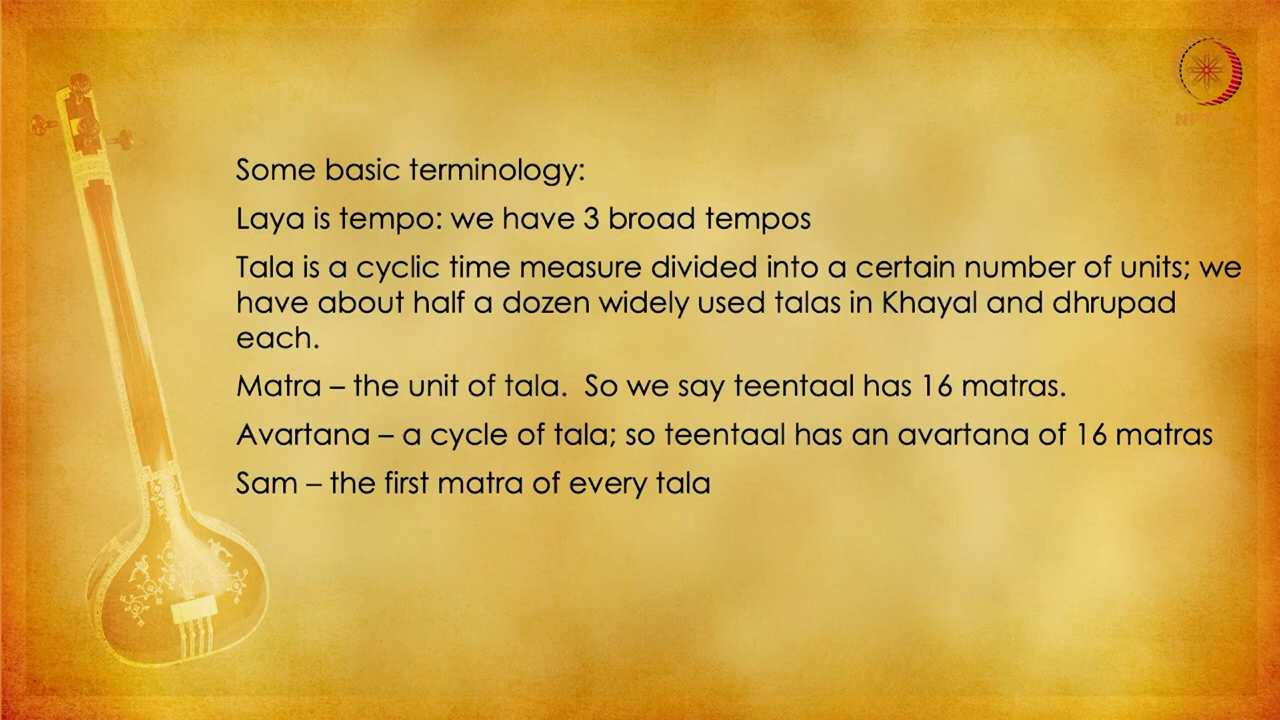 NPTEL
Some basic terminology:
Laya is tempo: we have 3 broad tempos
Tala is a cyclic time measure divided into a certain number of units; we
have about half a dozen widely used talas in Khayal and dhrupad
each.
Matra – the unit of tala.  So we say teentaal has 16 matras.
Avartana – a cycle of tala; so teentaal has an avartana of 16 matras
Sam – the first matra of every tala